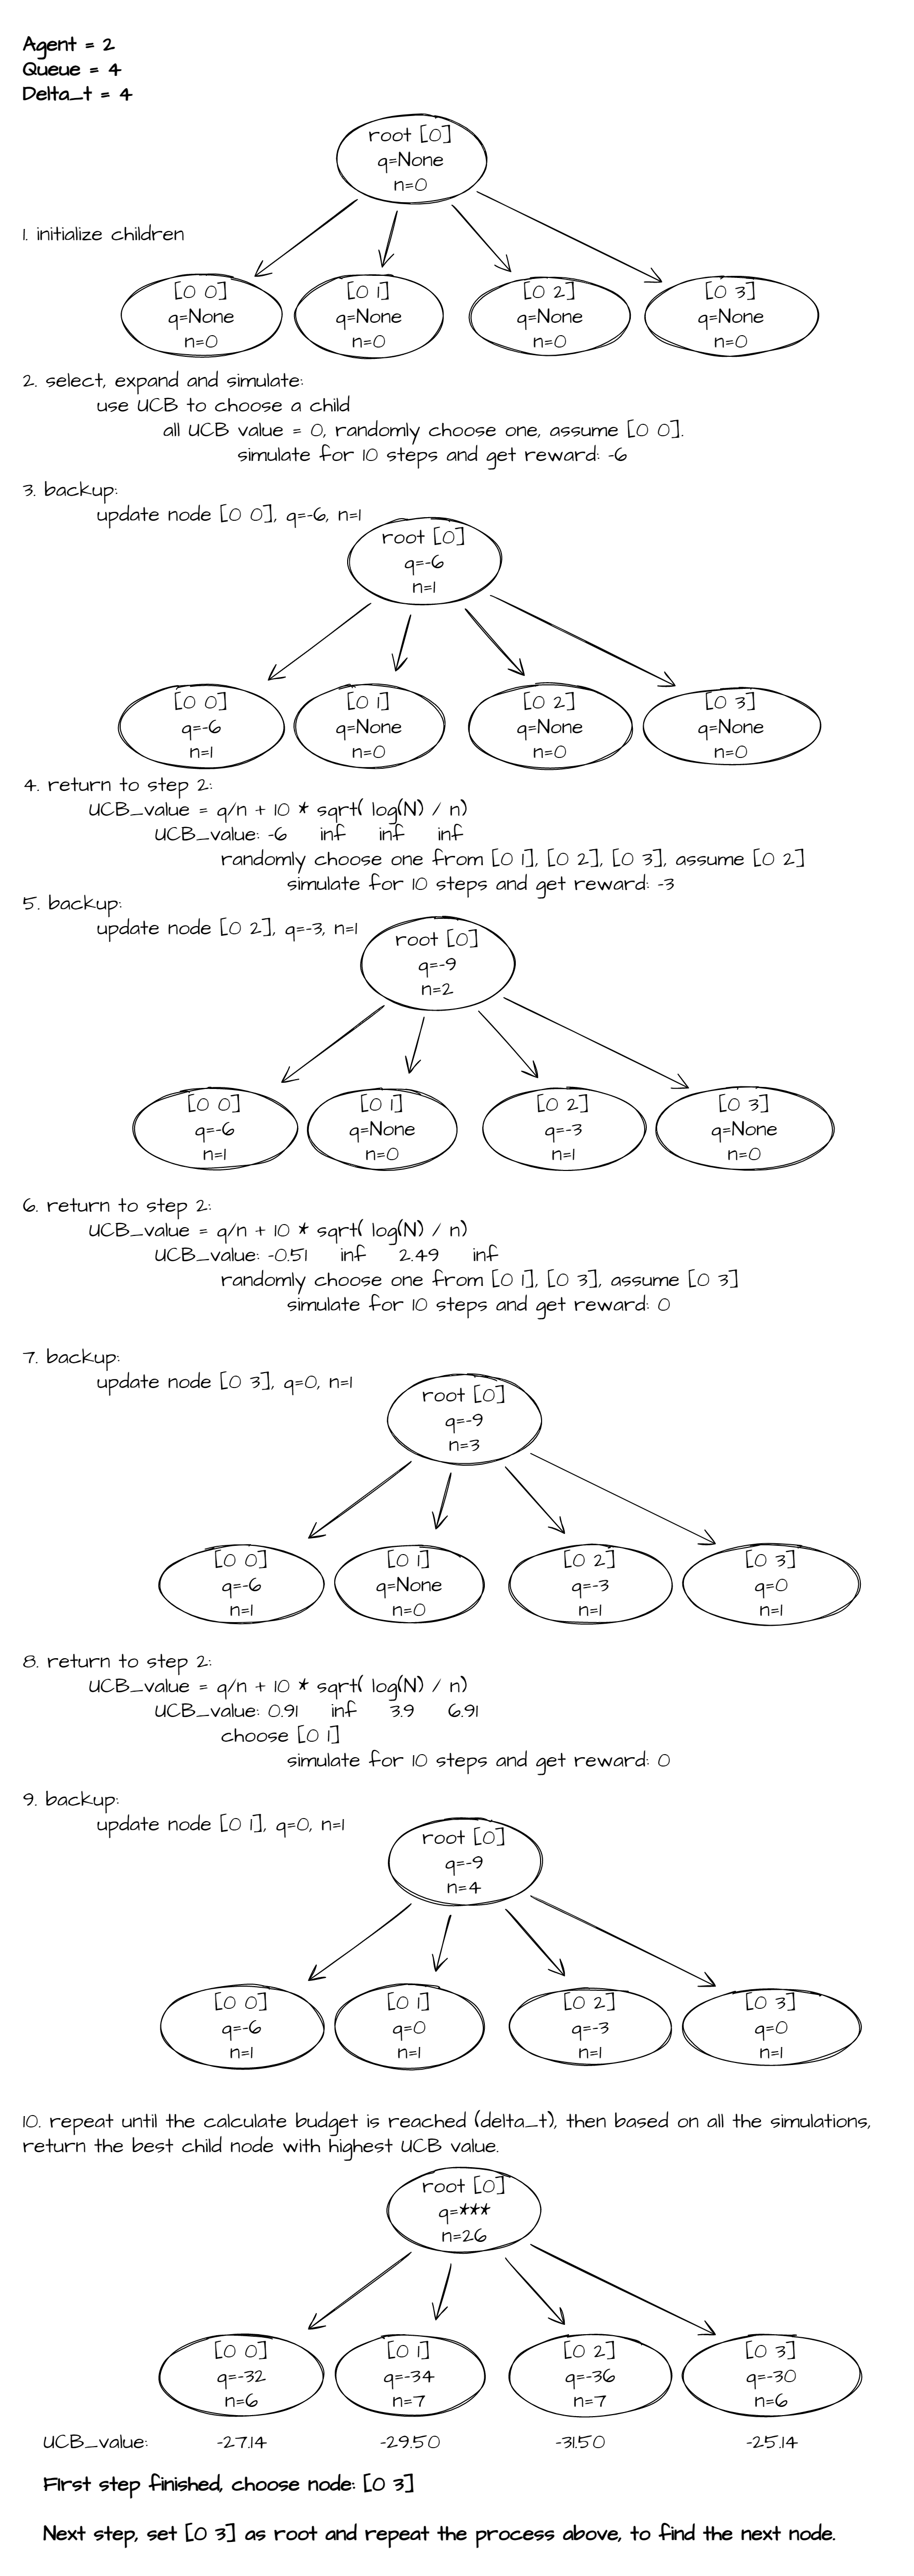 Agent = 2
Queue = 4
Delta_t = 4
root [0]
q=None
n=0
1. initialize children
[0 0] [0 1] [0 2] [0 3]
q=None q=None q=None q=None
n=0 n=0 n=0 n=0
2. select, expand and simulate:
use UCB to choose a child
all UCB value = 0, randomly choose one, assume [0 0].
simulate for 10 steps and get reward: -6
3. backup:
update node [0 0], q=-6, n=1
root [0]
q=-6
n=1
[0 0] [0 1] [0 2] [0 3]
q=-6 q=None q=None q=None
n=1 n=0 n=0 n=0
4. return to step 2:
UCB_value = q/n + 10 * sqrt( log(N) / n)
UCB_value: -6 inf inf inf
randomly choose one from [0 1], [0 2], [0 3], assume [0 2]
simulate for 10 steps and get reward: -3
5. backup:
update node [0 2], q=-3, n=1
root [0]
q=-9
n=2
[0 0] [0 1] [0 2] [0 3]
q=-6 q=None q=-3 q=None
n=1 n=0 n=1 n=0
6. return to step 2:
UCB_value = q/n + 10 * sqrt( log(N) / n)
UCB_value: -0.51 inf 2.49 inf
randomly choose one from [0 1], [0 3], assume [0 3]
simulate for 10 steps and get reward: 0
7. backup:
update node [0 3], q=0, n=1
root [0]
q=-9
n=3
[0 0] [0 1] [0 2] [0 3]
q=-6 q=None q=-3 q=0
n=1 n=0 n=1 n=1
8. return to step 2:
UCB_value = q/n + 10 * sqrt( log(N) / n)
UCB_value: 0.91 inf 3.9 6.91
choose [0 1]
simulate for 10 steps and get reward: 0
9. backup:
update node [0 1], q=0, n=1
root [0]
q=-9
n=4
[0 0] [0 1] [0 2] [0 3]
q=-6 q=0 q=-3 q=0
n=1 n=1 n=1 n=1
10. repeat until the calculate budget is reached (delta_t), then based on all the simulations,
return the best child node with highest UCB value.
root [0]
q=***
n=26
[0 0] [0 1] [0 2] [0 3]
q=-32 q=-34 q=-36 q=-30
n=6 n=7 n=7 n=6
UCB_value: -27.14 -29.50 -31.50 -25.14
FIrst step finished, choose node: [0 3]
Next step, set [0 3] as root and repeat the process above, to find the next node.